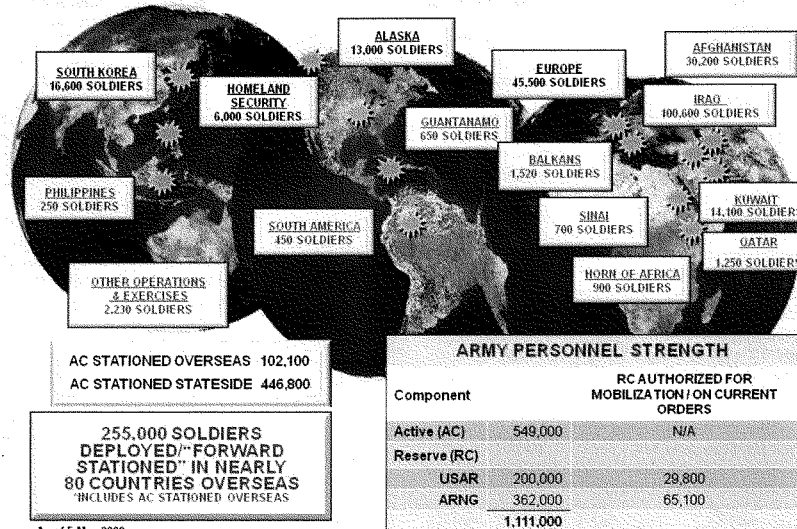 ALASKA
13,000 SOLDIERS
AFGHANISTAN
30,200 SOLDIERS
SOUTH KOREA
16,600 SOLDIERS
HOMELAND
SECURITY
6,000 SOLDIERS
EUROPE
45,500 SOLDIERS
IRAQ
100,600 SOLDIERS
GUANTANAMO
650 SOLDIERS
BALKANS
1,520 SOLDIERS
PHILIPPINES
250 SOLDIERS
SOUTH AMERICA
450 SOLDIERS
SINAI
700 SOLDIERS
KUWAIT
14,100 SOLDIERS
QATAR
1,250 SOLDIERS
HORN OF AFRICA
900 SOLDIERS
OTHER OPERATIONS
& EXERCISES
2,230 SOLDIERS
AC STATIONED OVERSEAS 102,100
AC STATIONED STATESIDE 446,800
255,000 SOLDIERS
DEPLOYED/"FORWARD
STATIONED" IN NEARLY
80 COUNTRIES OVERSEAS
*INCLUDES AC STATIONED OVERSEAS
ARMY PERSONNEL STRENGTH
Component
RC AUTHORIZED FOR
MOBILIZATION / ON CURRENT
ORDERS
Active (AC) 549,000 N/A
Reserve (RC)
USAR 200,000 29,800
ARNG 362,000 65,100
1,111,000